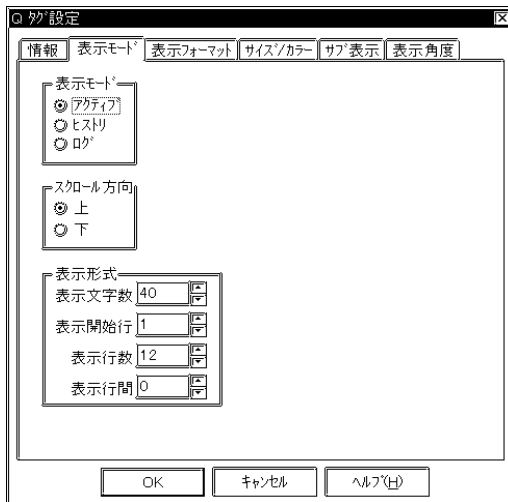 Q ﾀｸﾞ設定
情報 表示ﾓｰﾄﾞ 表示ﾌｫｰﾏｯﾄ ｻｲｽﾞ/ｶﾗｰ ｻﾌﾞ表示 表示角度
表示ﾓｰﾄﾞ
ｱｸﾃｨﾌﾞ
ﾋｽﾄﾘ
ﾛｸﾞ
ｽｸﾛｰﾙ方向
上
下
表示形式
表示文字数 40
表示開始行 1
表示行数 12
表示行間 0
OK ｷｬﾝｾﾙ ﾍﾙﾌﾟ(H)